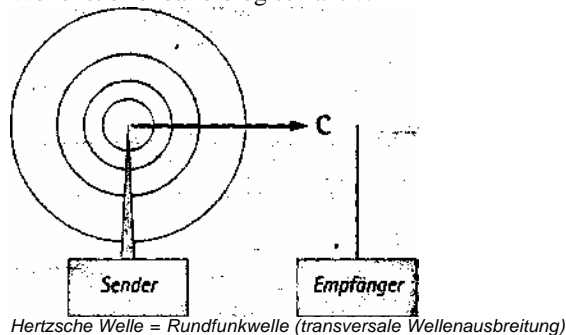 C
Sender
Empfänger
Hertzsche Welle = Rundfunkwelle (transversale Wellenausbreitung)